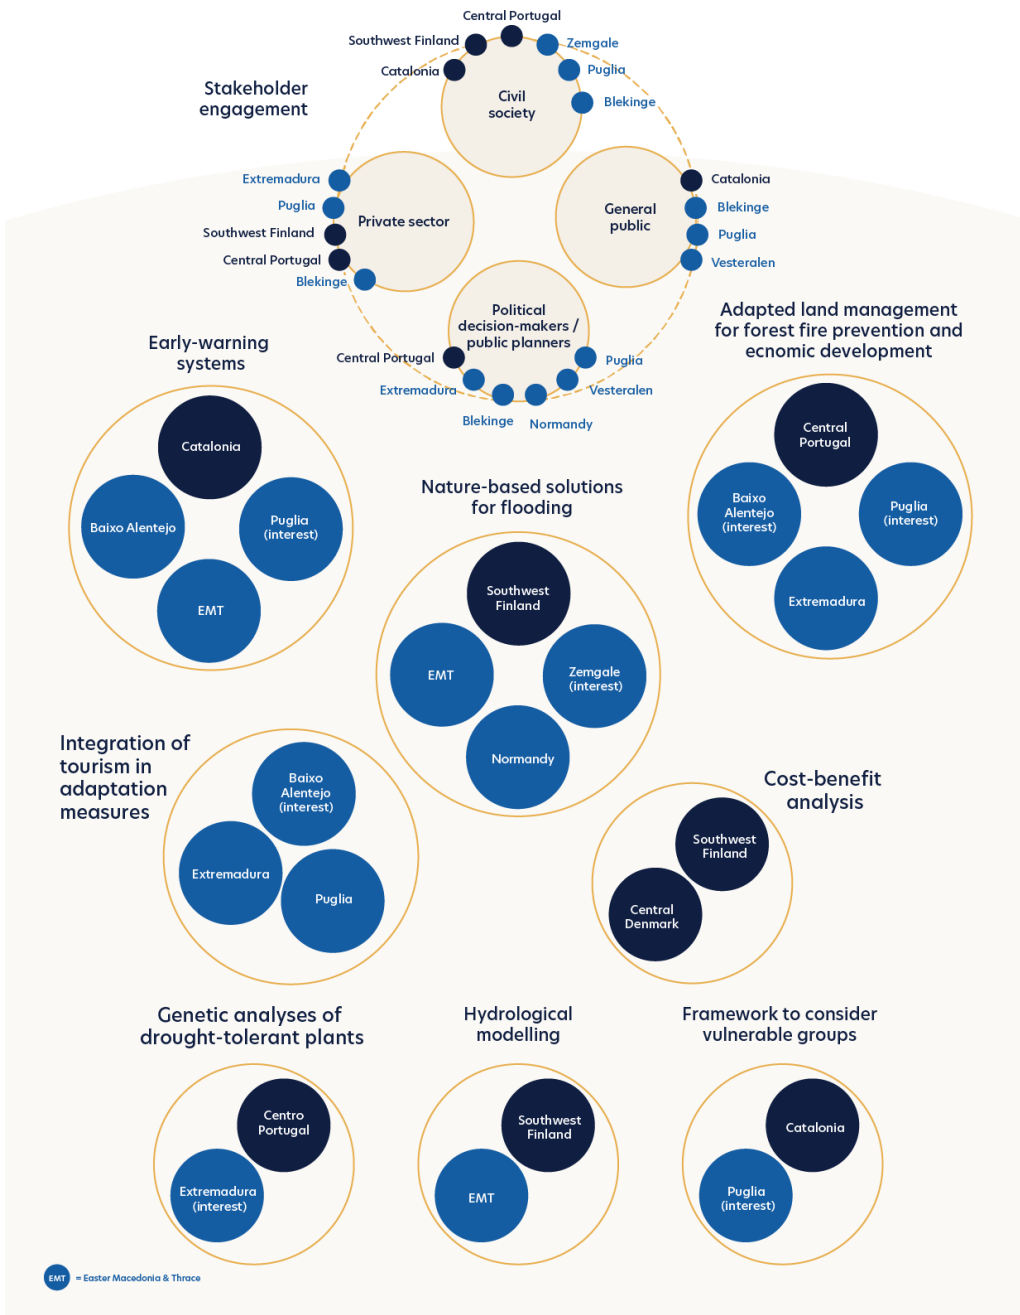 Central Portugal
Southwest Finland
Zemgale
Catalonia
Puglia
Stakeholder
engagement
Civil
society
Blekinge
Extremadura
Puglia
Southwest Finland
Central Portugal
Blekinge
Private sector
General
public
Catalonia
Blekinge
Puglia
Vesteralen
Political
decision-makers /
public planners
Central Portugal
Extremadura
Blekinge
Normandy
Vesteralen
Puglia
Early-warning
systems
Catalonia
Baixo Alentejo
Puglia
(interest)
EMT
Adapted land management
for forest fire prevention and
ecnomic development
Central
Portugal
Baixo
Alentejo
(interest)
Puglia
(interest)
Extremadura
Nature-based solutions
for flooding
Southwest
Finland
EMT
Zemgale
(interest)
Normandy
Integration of
tourism in
adaptation
measures
Baixo
Alentejo
(interest)
Extremadura
Puglia
Cost-benefit
analysis
Southwest
Finland
Central
Denmark
Genetic analyses of
drought-tolerant plants
Centro
Portugal
Extremadura
(interest)
Hydrological
modelling
Southwest
Finland
EMT
Framework to consider
vulnerable groups
Catalonia
Puglia
(interest)
EMT = Easter Macedonia & Thrace